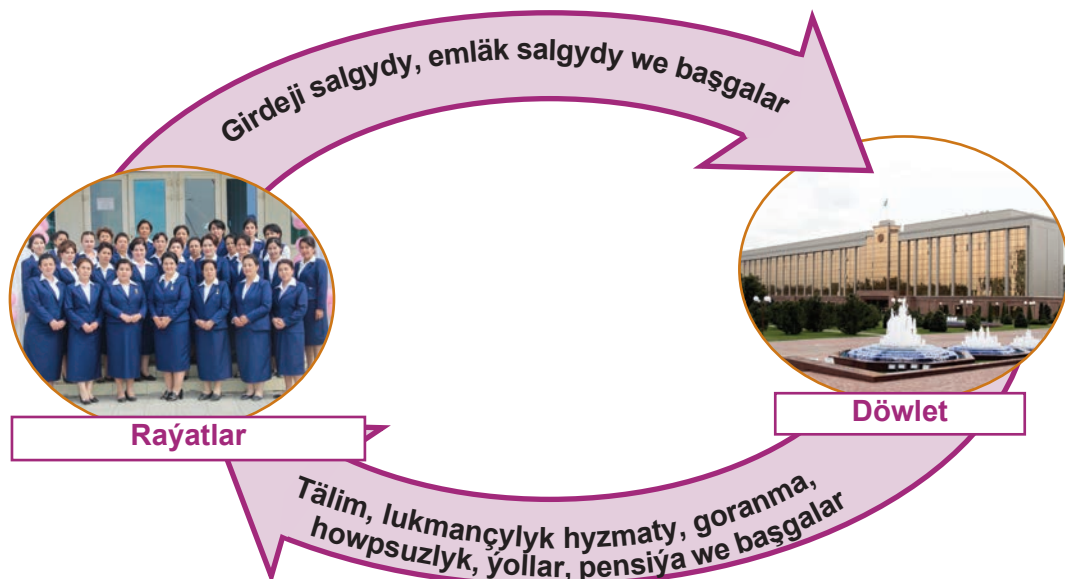 Girdeji salgydy, emläk salgydy we başgalar
Raýatlar
Döwlet
Tälim, lukmançylyk hyzmaty, goranma,
howpsuzlyk, ýollar, pensiýa we başgalar